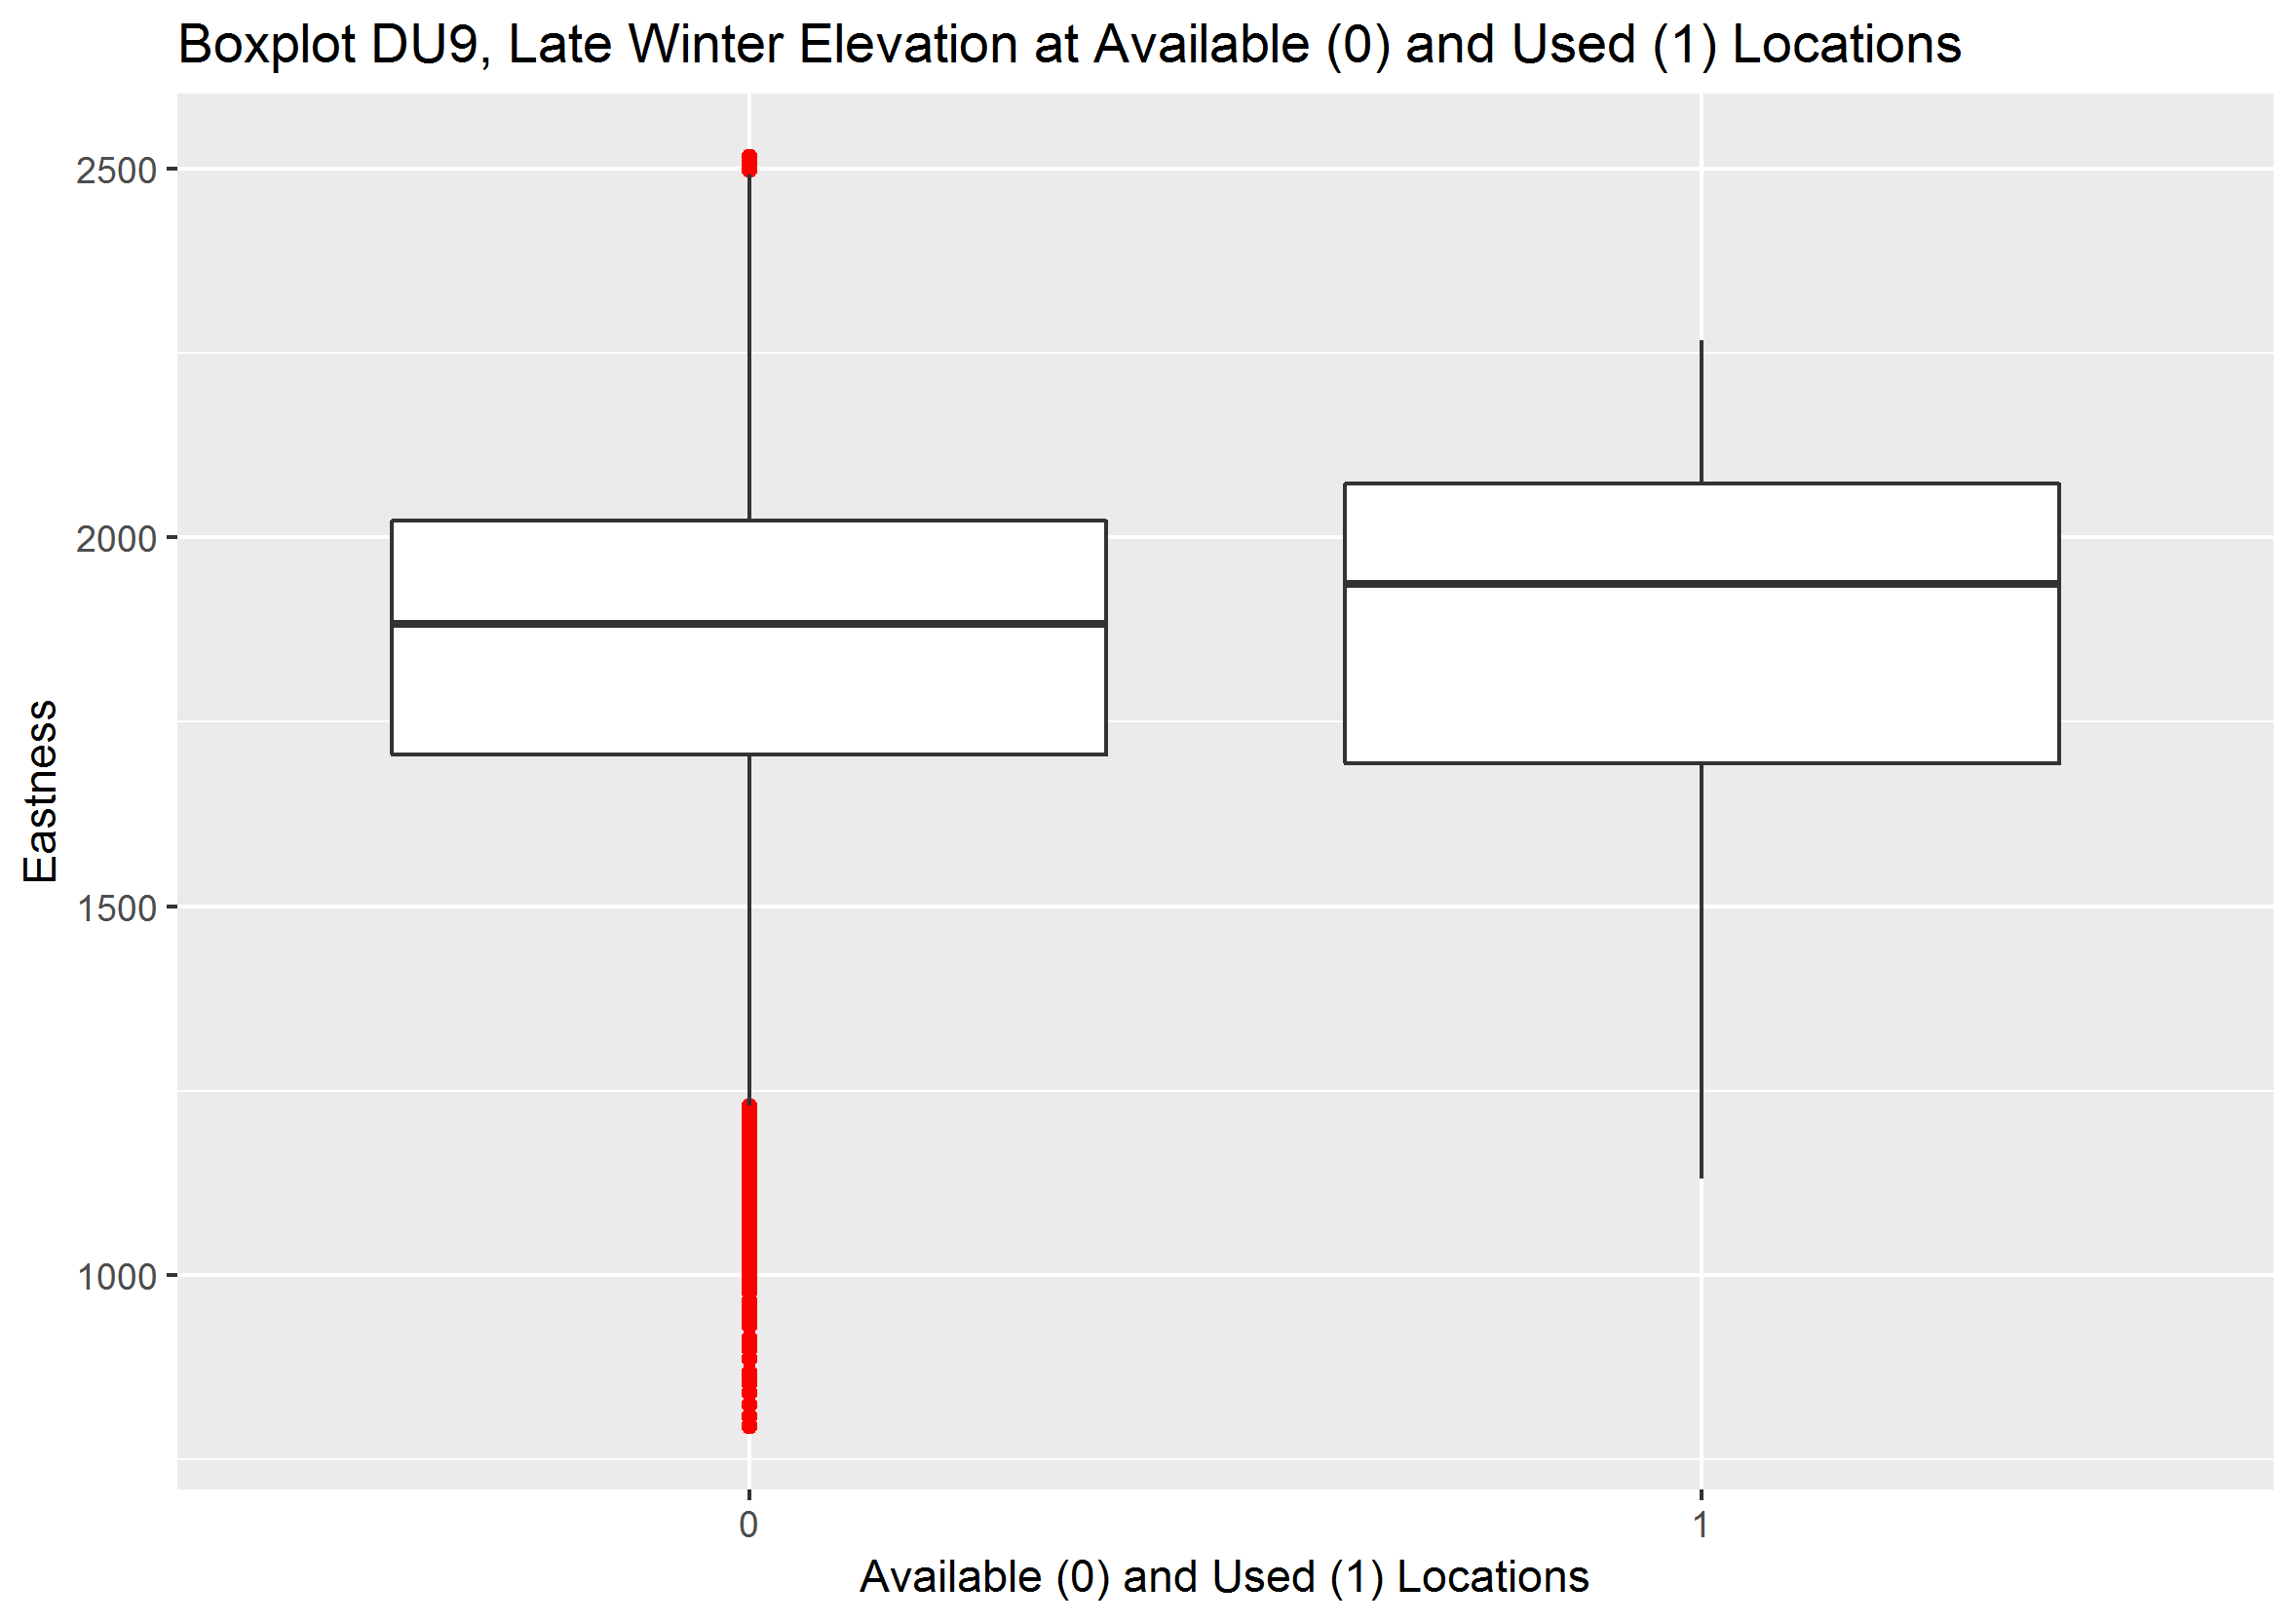 Boxplot DU9, Late Winter Elevation at Available (0) and Used (1) Locations
Eastness
2500
2000
1500
1000
0
1
Available (0) and Used (1) Locations